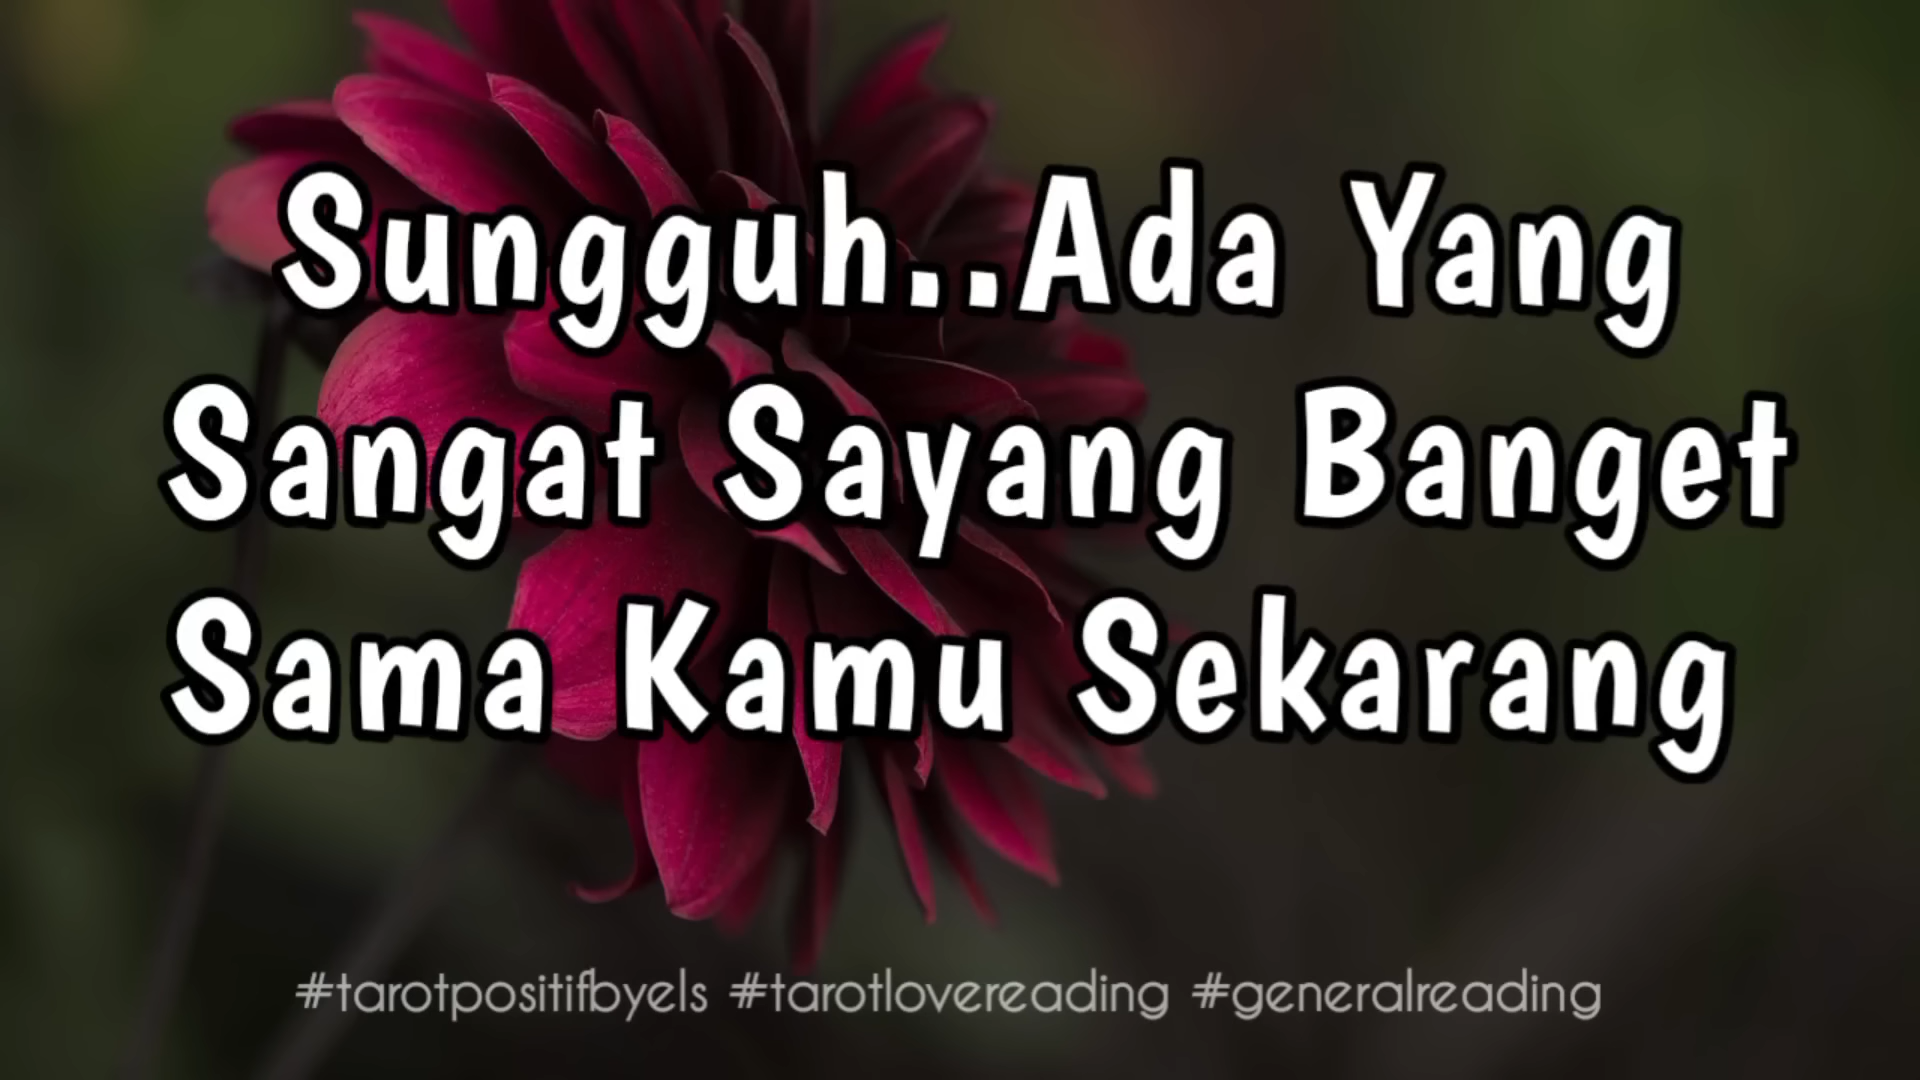 Sungguh..Ada Yang
Sangat Sayang Banget
Sama Kamu Sekarang
#tarotpositifbyels #tarotlovereading #generalreading